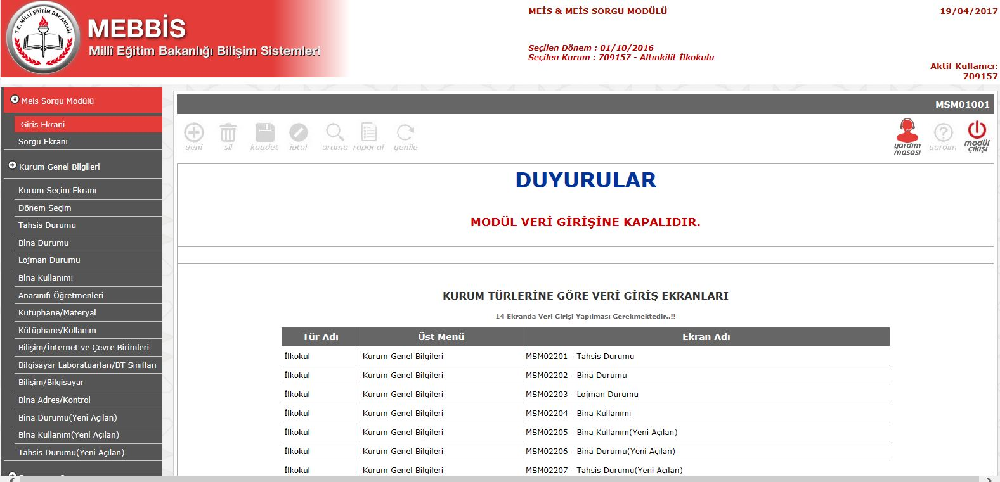 T.C. MİLLİ EĞİTİM BAKANLIĞI
MEBBİS
Millî Eğitim Bakanlığı Bilişim Sistemleri
MEİS & MEİS SORGU MODÜLÜ
19/04/2017
Seçilen Dönem : 01/10/2016
Seçilen Kurum : 709157 - Altınkilit İlkokulu
Aktif Kullanıcı:
709157
Meis Sorgu Modülü
Giris Ekrani
Sorgu Ekranı
Kurum Genel Bilgileri
Kurum Seçim Ekranı
Dönem Seçim
Tahsis Durumu
Bina Durumu
Lojman Durumu
Bina Kullanımı
Anasınıfı Öğretmenleri
Kütüphane/Materyal
Kütüphane/Kullanım
Bilişim/İnternet ve Çevre Birimleri
Bilgisayar Laboratuarları/BT Sınıfları
Bilişim/Bilgisayar
Bina Adres/Kontrol
Bina Durumu(Yeni Açılan)
Bina Kullanım(Yeni Açılan)
Tahsis Durumu(Yeni Açılan)
MSM01001
yeni
sil
kaydet
iptal
arama
rapor al
yenile
yardım masası
yardım
modül çıkışı
DUYURULAR
MODÜL VERİ GİRİŞİNE KAPALIDIR.
KURUM TÜRLERİNE GÖRE VERİ GİRİŞ EKRANLARI
14 Ekranda Veri Girişi Yapılması Gerekmektedir..!!
Tür Adı Üst Menü Ekran Adı
İlkokul Kurum Genel Bilgileri MSM02201 - Tahsis Durumu
İlkokul Kurum Genel Bilgileri MSM02202 - Bina Durumu
İlkokul Kurum Genel Bilgileri MSM02203 - Lojman Durumu
İlkokul Kurum Genel Bilgileri MSM02204 - Bina Kullanımı
İlkokul Kurum Genel Bilgileri MSM02205 - Bina Kullanım(Yeni Açılan)
İlkokul Kurum Genel Bilgileri MSM02206 - Bina Durumu(Yeni Açılan)
İlkokul Kurum Genel Bilgileri MSM02207 - Tahsis Durumu(Yeni Açılan)